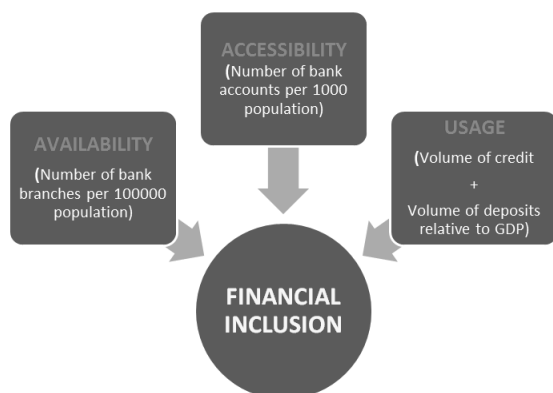 ACCESSIBILITY
(Number of bank
accounts per 1000
population)
AVAILABILITY
(Number of bank
branches per 100000
population)
USAGE
(Volume of credit
+
Volume of deposits
relative to GDP)
FINANCIAL
INCLUSION